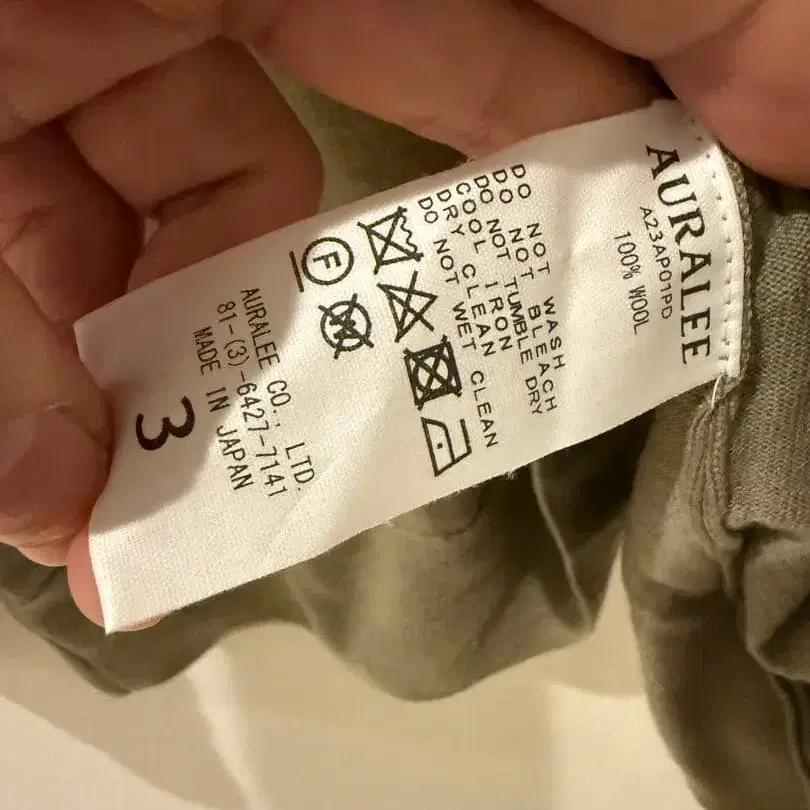 AURALEE
A23AP01PD
100% WOOL
DO NOT WASH
DO NOT BLEACH
DO NOT TUMBLE DRY
COOL IRON
DRY CLEAN
DO NOT WET CLEAN
F
W
AURALEE CO., LTD.
81-(3)-6427-7141
MADE IN JAPAN
3